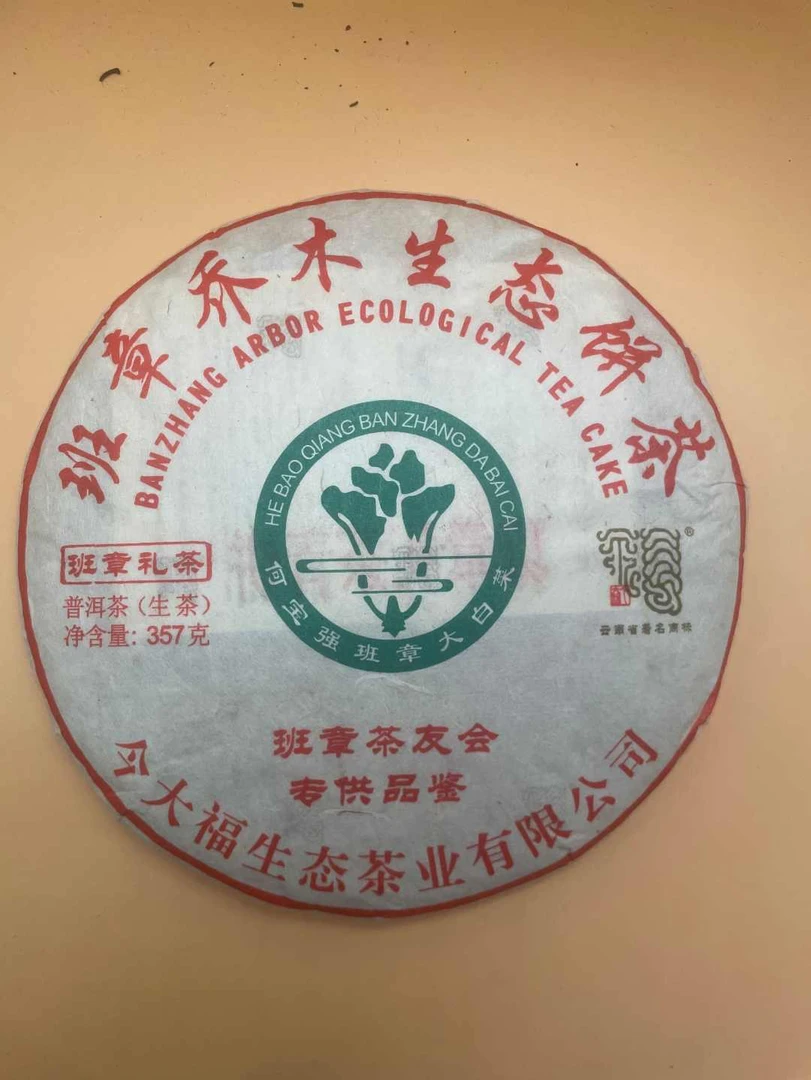 班章乔木生态饼茶
BANZHANG ARBOR ECOLOGICAL TEA CAKE
HE BAO QIANG BAN ZHANG DA BAI CAI
何宝强班章大白菜
班章礼茶
普洱茶（生茶）
净含量: 357克
®
云南省著名商标
班章茶友会
专供品鉴
今大福生态茶业有限公司